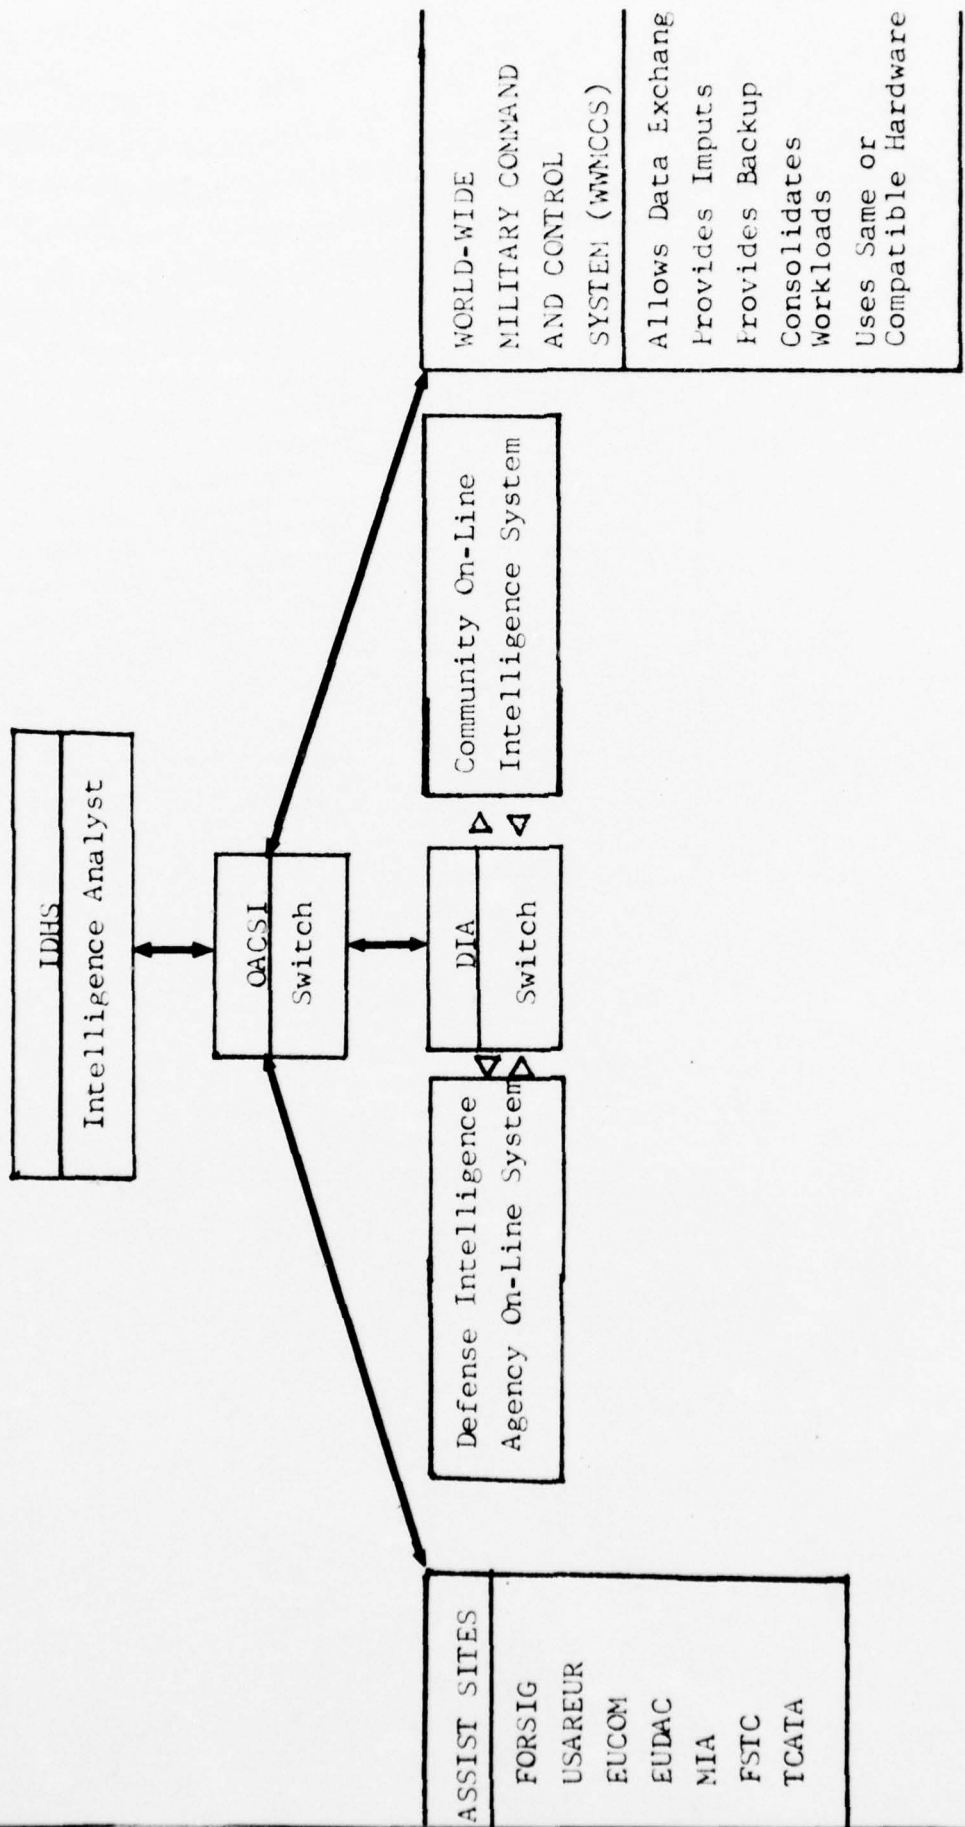 IDHS
Intelligence Analyst
OACSI
Switch
DIA
Switch
Defense Intelligence
Agency On-Line System
Community On-Line
Intelligence System
ASSIST SITES
FORSIG
USAREUR
EUCOM
EUDAC
MIA
FSTC
TCATA
WORLD-WIDE
MILITARY COMMAND
AND CONTROL
SYSTEM (WWMCCS)
Allows Data Exchang
Provides Imputs
Provides Backup
Consolidates
Workloads
Uses Same or
Compatible Hardware